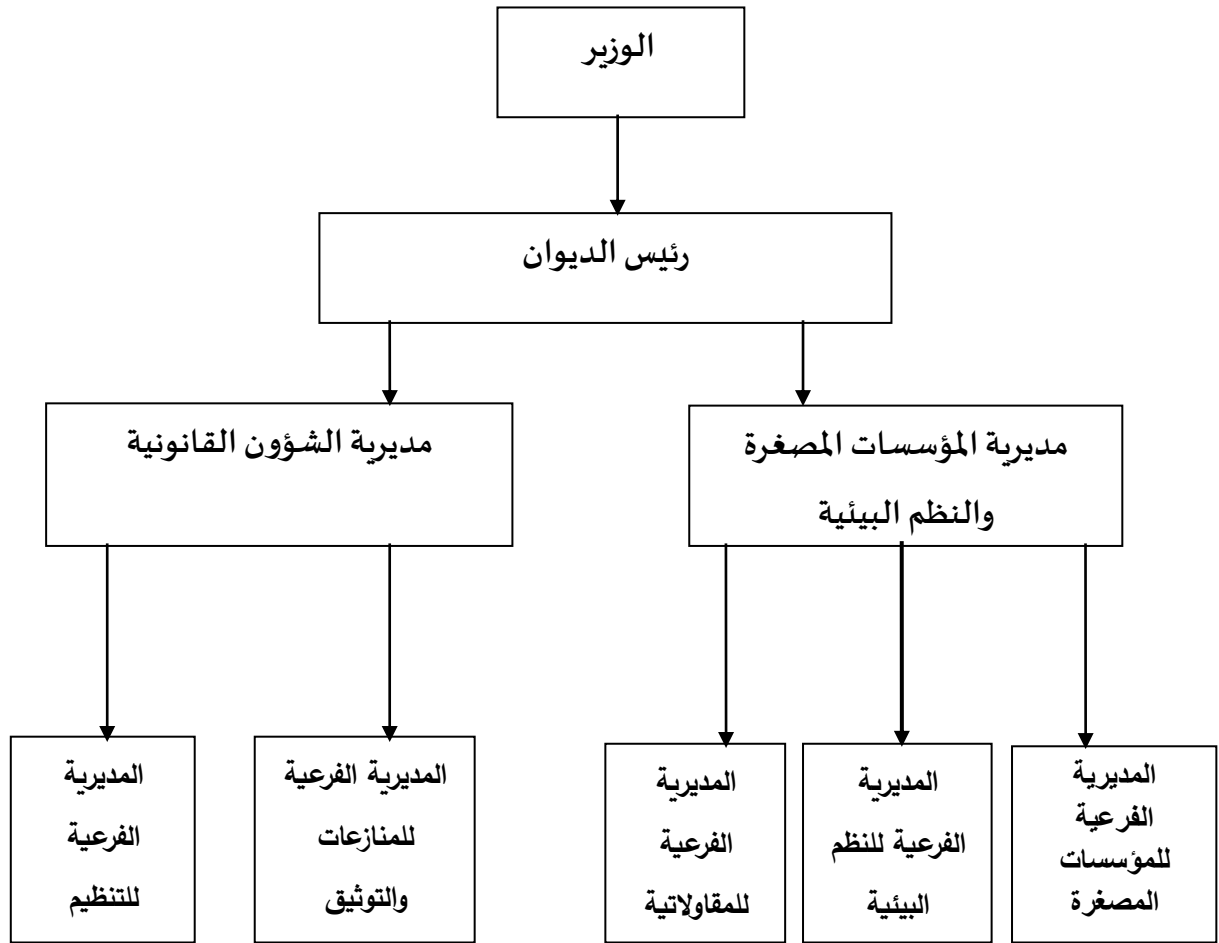 الوزير
رئيس الديوان
مديرية المؤسسات المصغرة
والنظم البيئية
مديرية الشؤون القانونية
المديرية
الفرعية
للمؤسسات
المصغرة
المديرية
الفرعية للنظم
البيئية
المديرية
الفرعية
للمقاولاتية
المديرية الفرعية
للمنازعات
والتوثيق
المديرية
الفرعية
للتنظيم